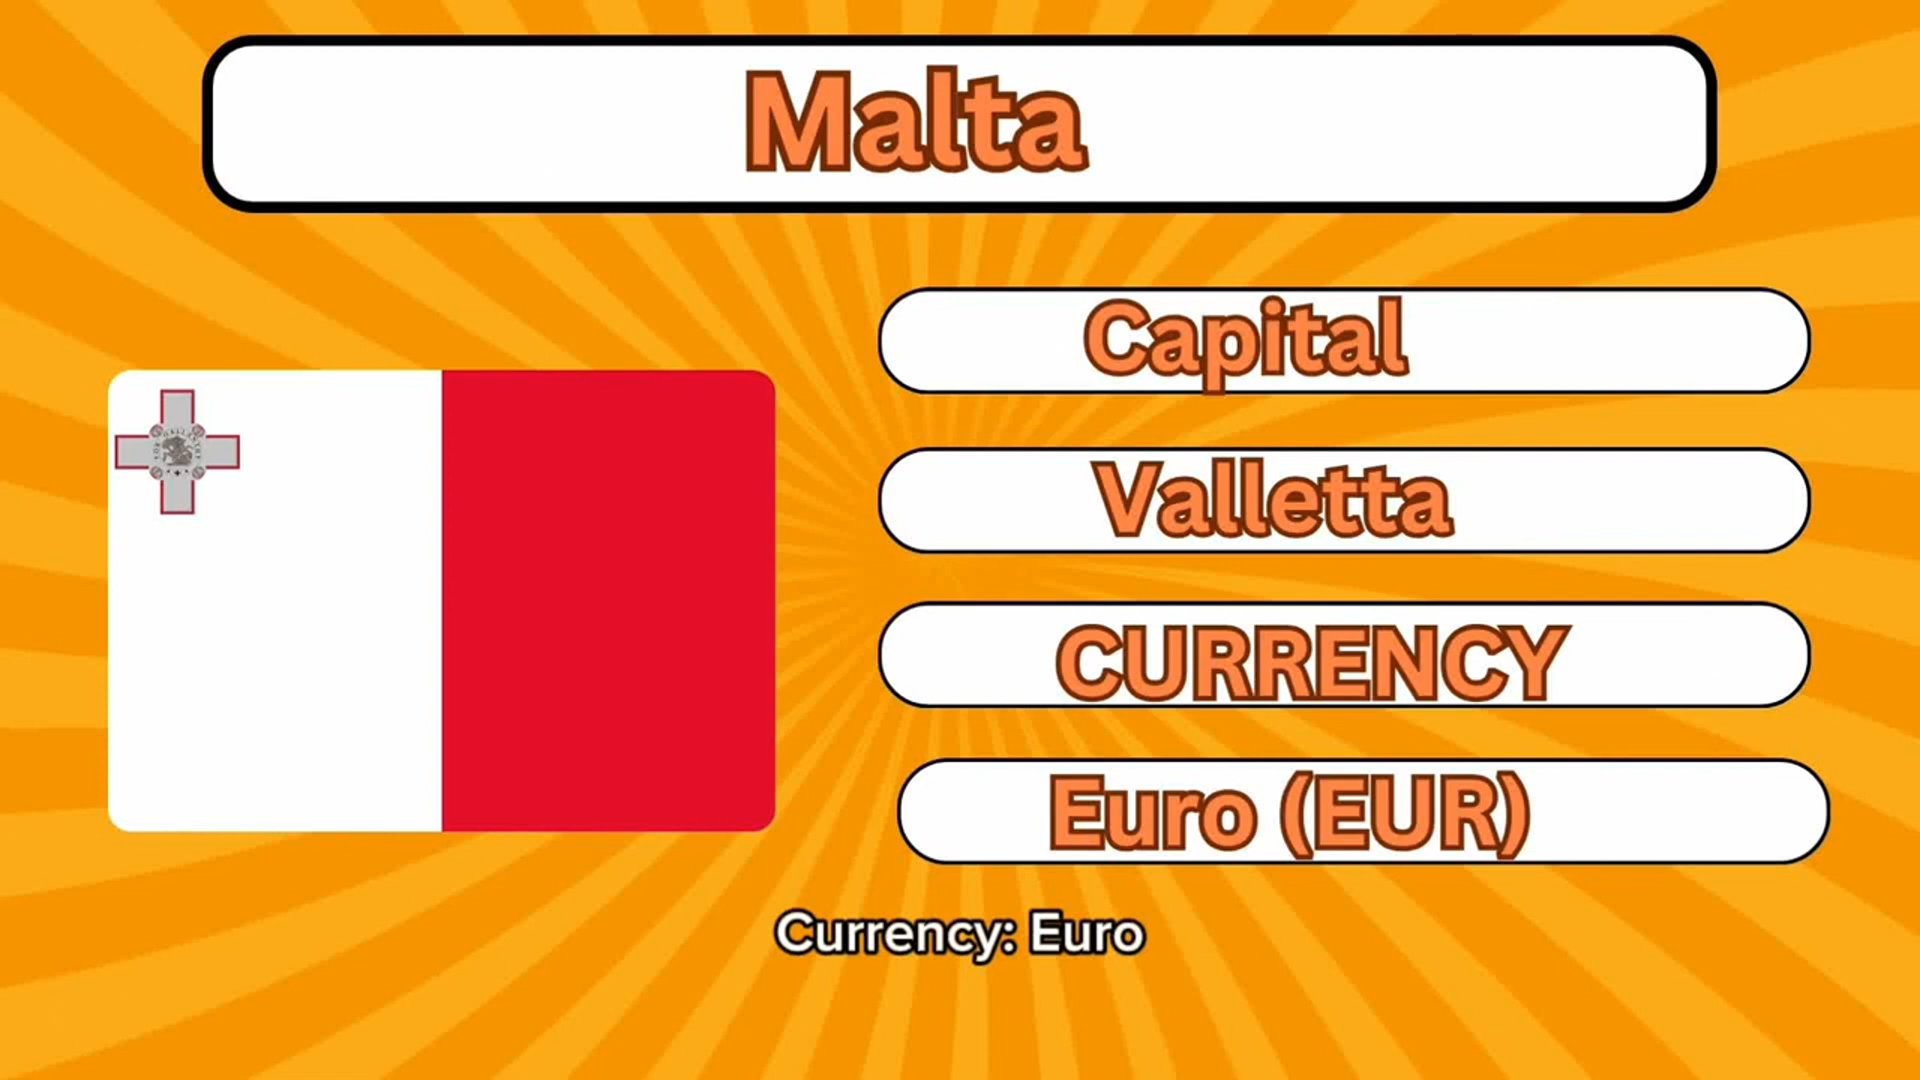 Malta
Capital
Valletta
CURRENCY
Euro (EUR)
Currency: Euro